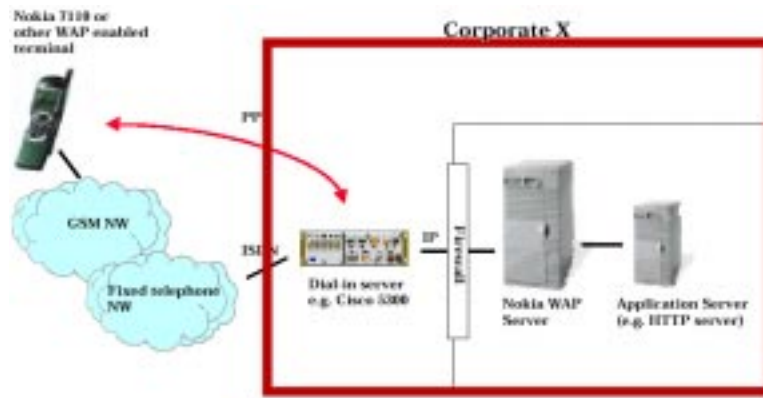 Nokia 7110 or
other WAP enabled
terminal
Corporate X
PP
GSM NW
ISDN
IP
Firewall
Fixed telephone
NW
Dial-in server
e.g. Cisco 5300
Nokia WAP
Server
Application Server
(e.g. HTTP server)